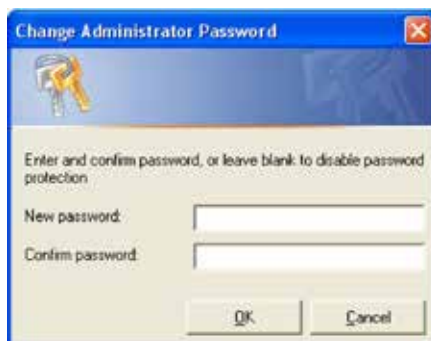 Change Administrator Password
Enter and confirm password, or leave blank to disable password
protection
New password:
Confirm password:
OK
Cancel